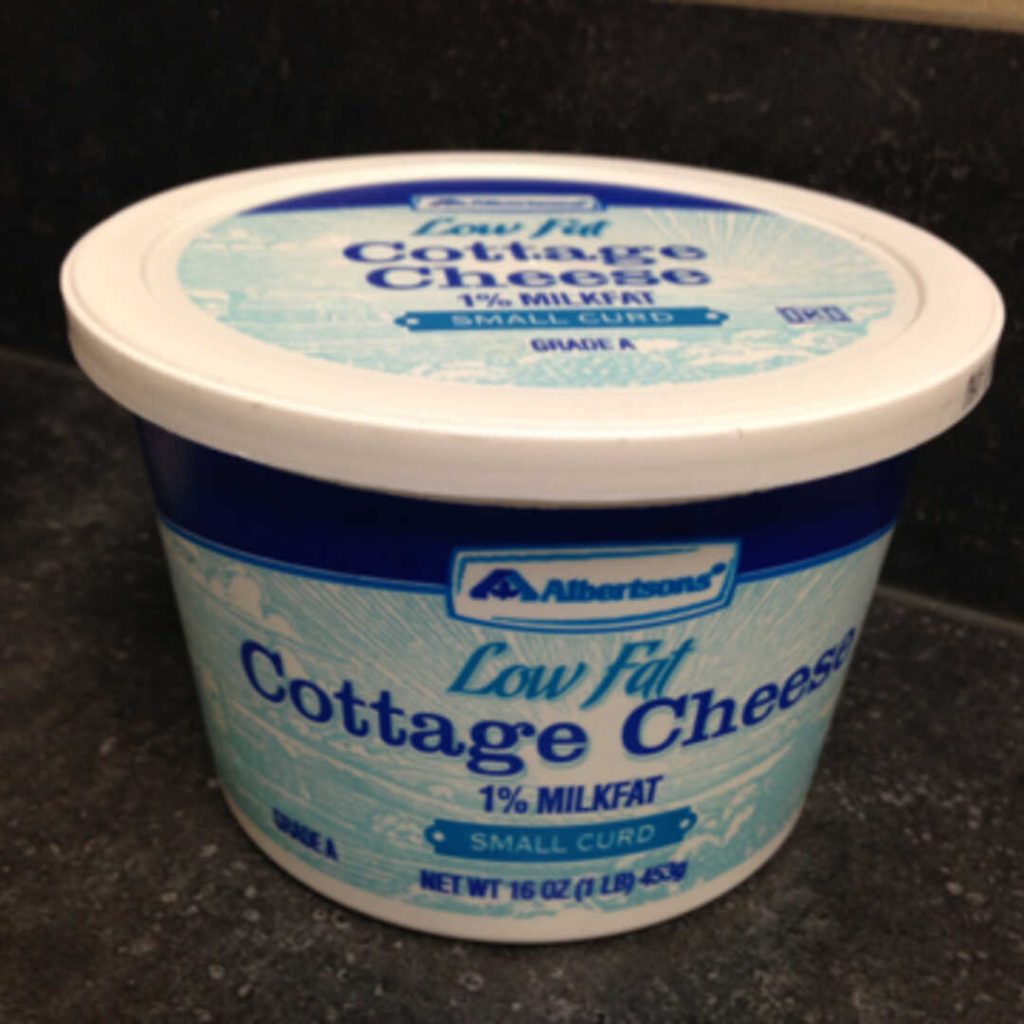 Albertsons
Low Fat
Cottage
Cheese
1% MILKFAT
SMALL CURD
GRADE A
Albertsons
Low Fat
Cottage Cheese
1% MILKFAT
SMALL CURD
GRADE A
NET WT 16 OZ (1 LB) 453g